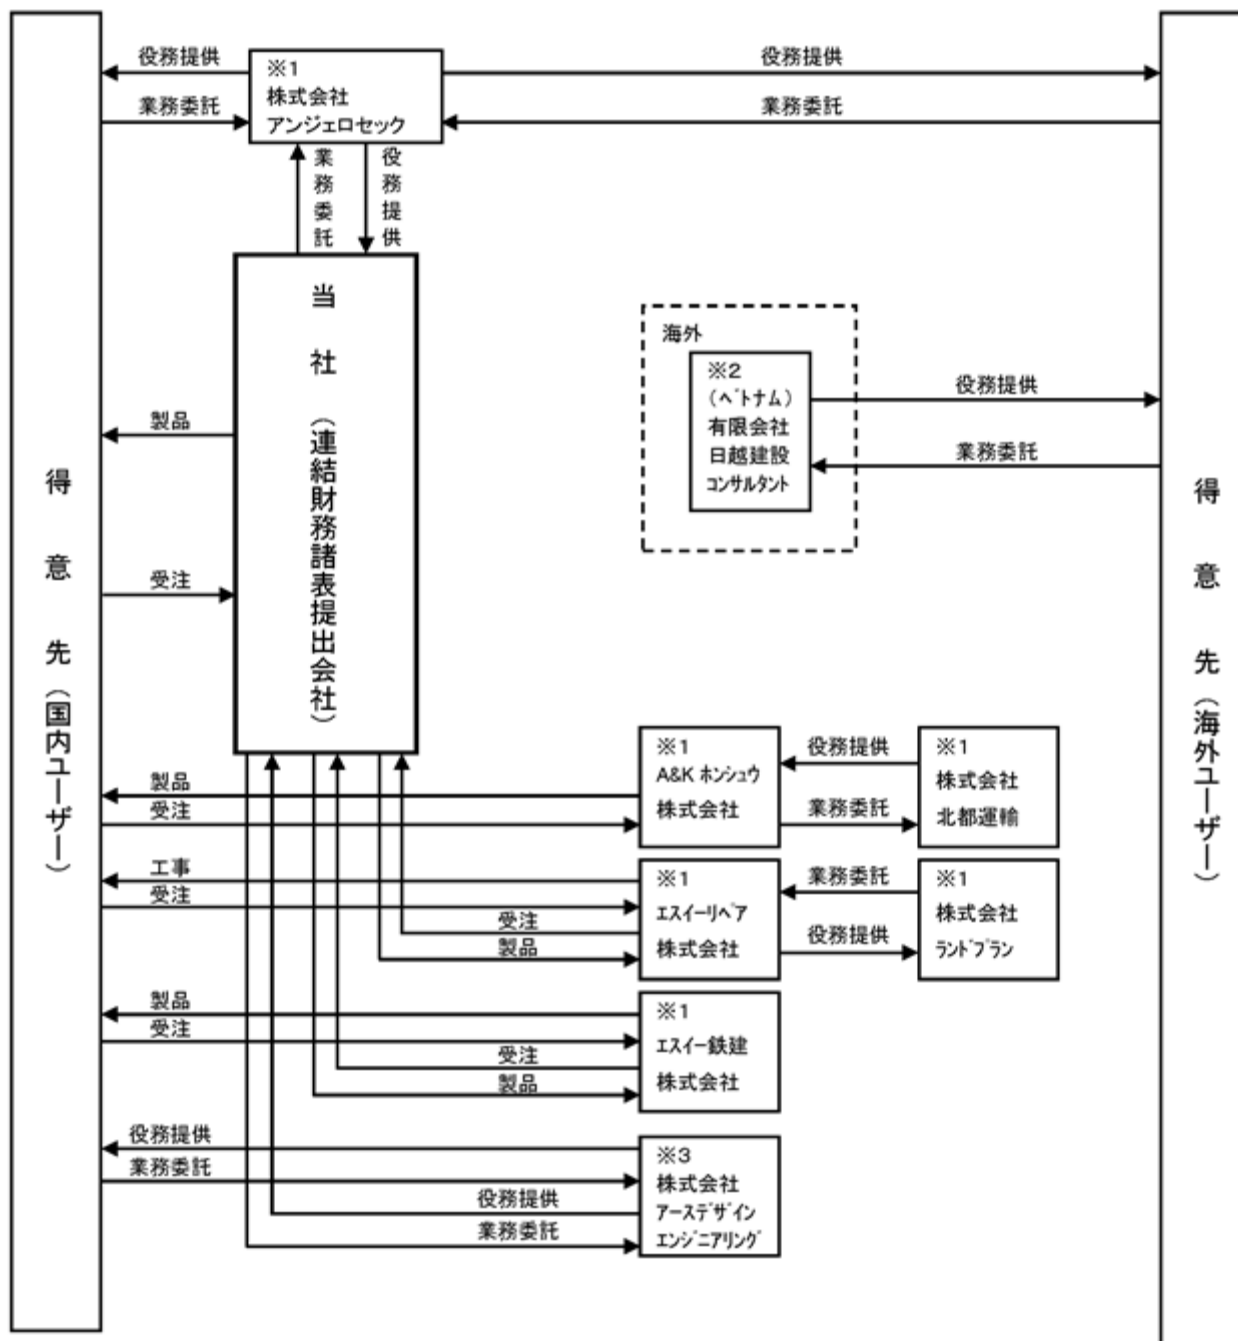 得意先（国内ユーザー）
役務提供
業務委託
※1
株式会社
アンジェロセック
役務提供
業務委託
業務委託
役務提供
当社（連結財務諸表提出会社）
製品
受注
海外
※2
（ベトナム）
有限会社
日越建設
コンサルタント
役務提供
業務委託
得意先（海外ユーザー）
製品
受注
※1
A&K ホンシュウ
株式会社
役務提供
業務委託
※1
株式会社
北都運輸
工事
受注
受注
製品
※1
エスイーリペア
株式会社
業務委託
役務提供
※1
株式会社
ランドプラン
製品
受注
受注
製品
※1
エスイー鉄建
株式会社
役務提供
業務委託
役務提供
業務委託
※3
株式会社
アースデザイン
エンジニアリング